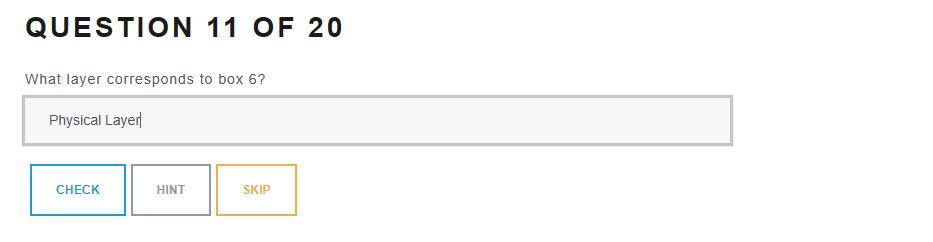 QUESTION 11 OF 20
What layer corresponds to box 6?
Physical Layer
CHECK HINT SKIP